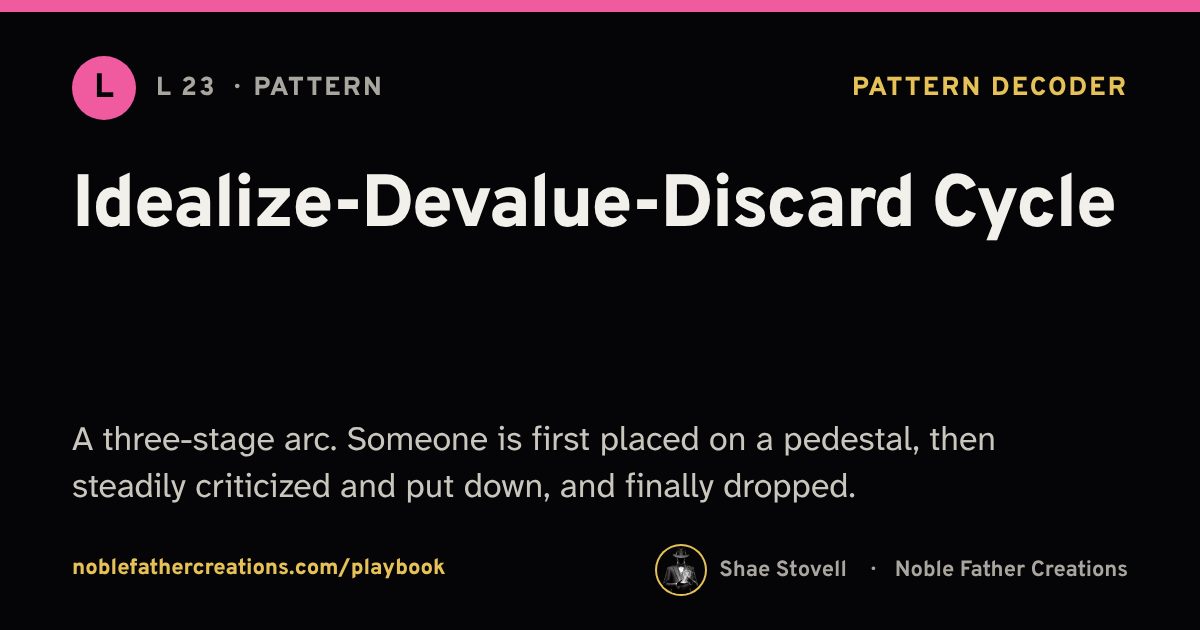 L
L 23 · PATTERN
PATTERN DECODER
Idealize-Devalue-Discard Cycle
A three-stage arc. Someone is first placed on a pedestal, then
steadily criticized and put down, and finally dropped.
noblefathercreations.com/playbook
Shae Stovell · Noble Father Creations